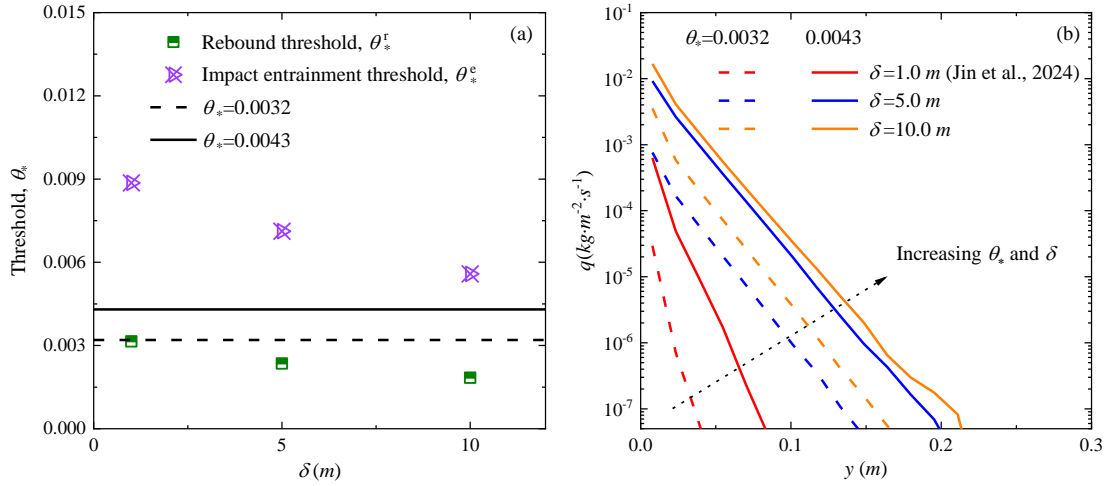 (a)
Rebound threshold, θ*^r
Impact entrainment threshold, θ*^e
θ*=0.0032
θ*=0.0043
Threshold, θ*
0.015
0.012
0.009
0.006
0.003
0.000
0
5
10
δ (m)
(b)
θ*=0.0032 0.0043
δ=1.0 m (Jin et al., 2024)
δ=5.0 m
δ=10.0 m
Increasing θ* and δ
q(kg·m⁻²·s⁻¹)
10⁻¹
10⁻²
10⁻³
10⁻⁴
10⁻⁵
10⁻⁶
10⁻⁷
0.0
0.1
0.2
0.3
y (m)